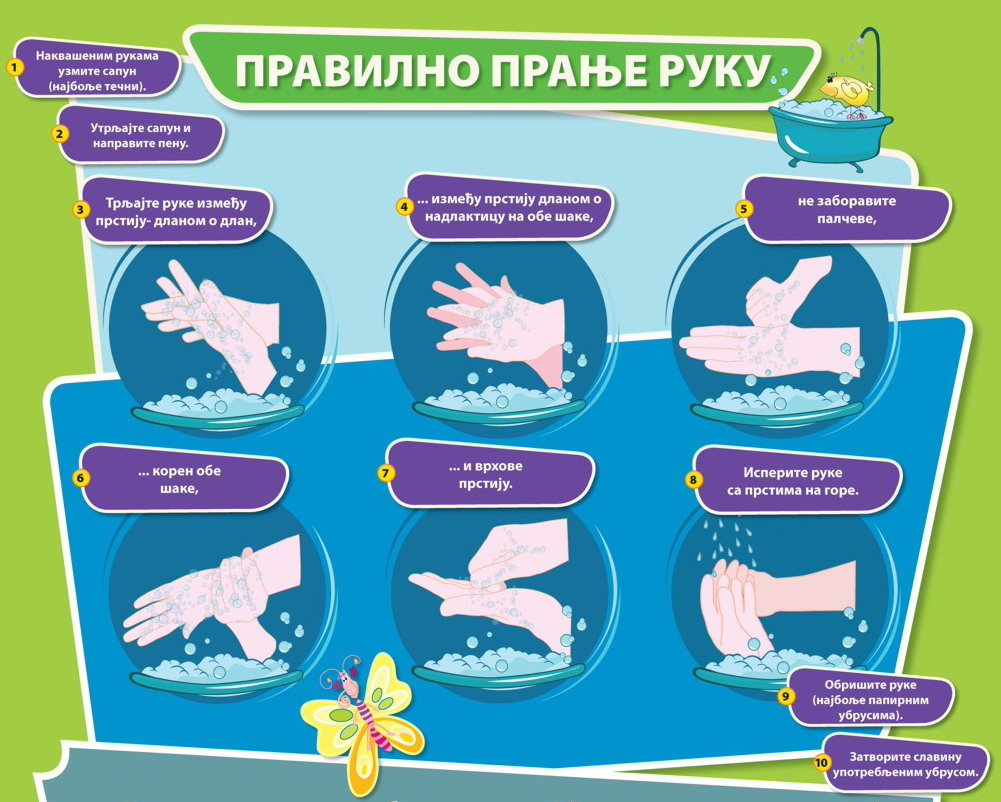 ПРАВИЛНО ПРАЊЕ РУКУ
1
Наквашеним рукама
узмите сапун
(најбоље течни).
2
Утрљајте сапун и
направите пену.
3
Трљајте руке између
прстију- дланом о длан,
4
... између прстију дланом о
надлактицу на обе шаке,
5
не заборавите
палчеве,
6
... корен обе
шаке,
7
... и врхове
прстију.
8
Исперите руке
са прстима на горе.
9
Обришите руке
(најбоље папирним
убрусима).
10
Затворите славину
употребљеним убрусом.